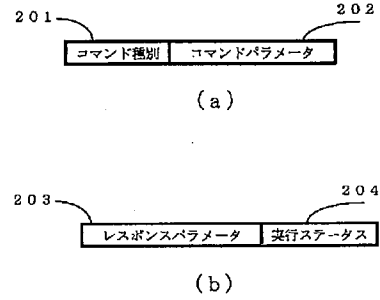 201 202
コマンド種別 コマンドパラメータ
(a)
203 204
レスポンスパラメータ 実行ステータス
(b)